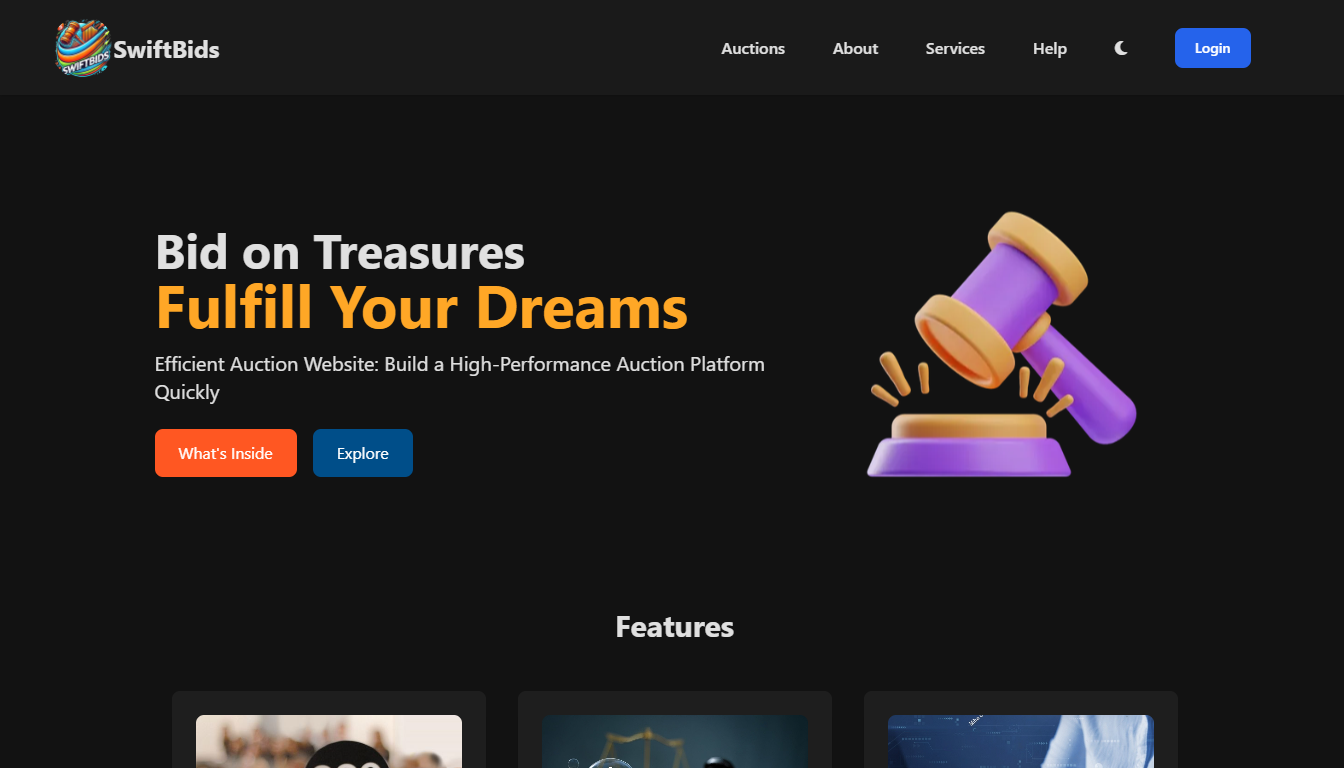 SWIFTBIDS
SwiftBids
Auctions
About
Services
Help
Login
Bid on Treasures
Fulfill Your Dreams
Efficient Auction Website: Build a High-Performance Auction Platform
Quickly
What's Inside
Explore
Features